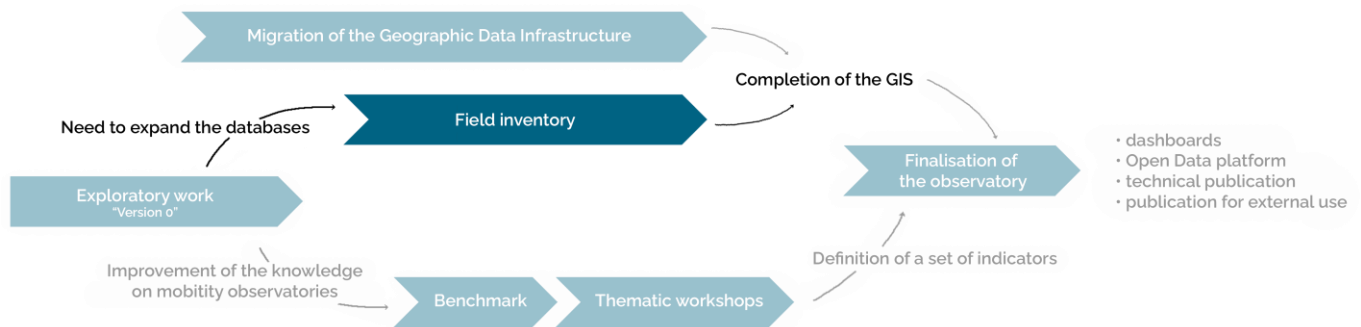 Migration of the Geographic Data Infrastructure
Completion of the GIS
Need to expand the databases
Field inventory
Exploratory work
"Version 0"
Finalisation of
the observatory
• dashboards
• Open Data platform
• technical publication
• publication for external use
Improvement of the knowledge
on mobitity observatories
Benchmark
Thematic workshops
Definition of a set of indicators